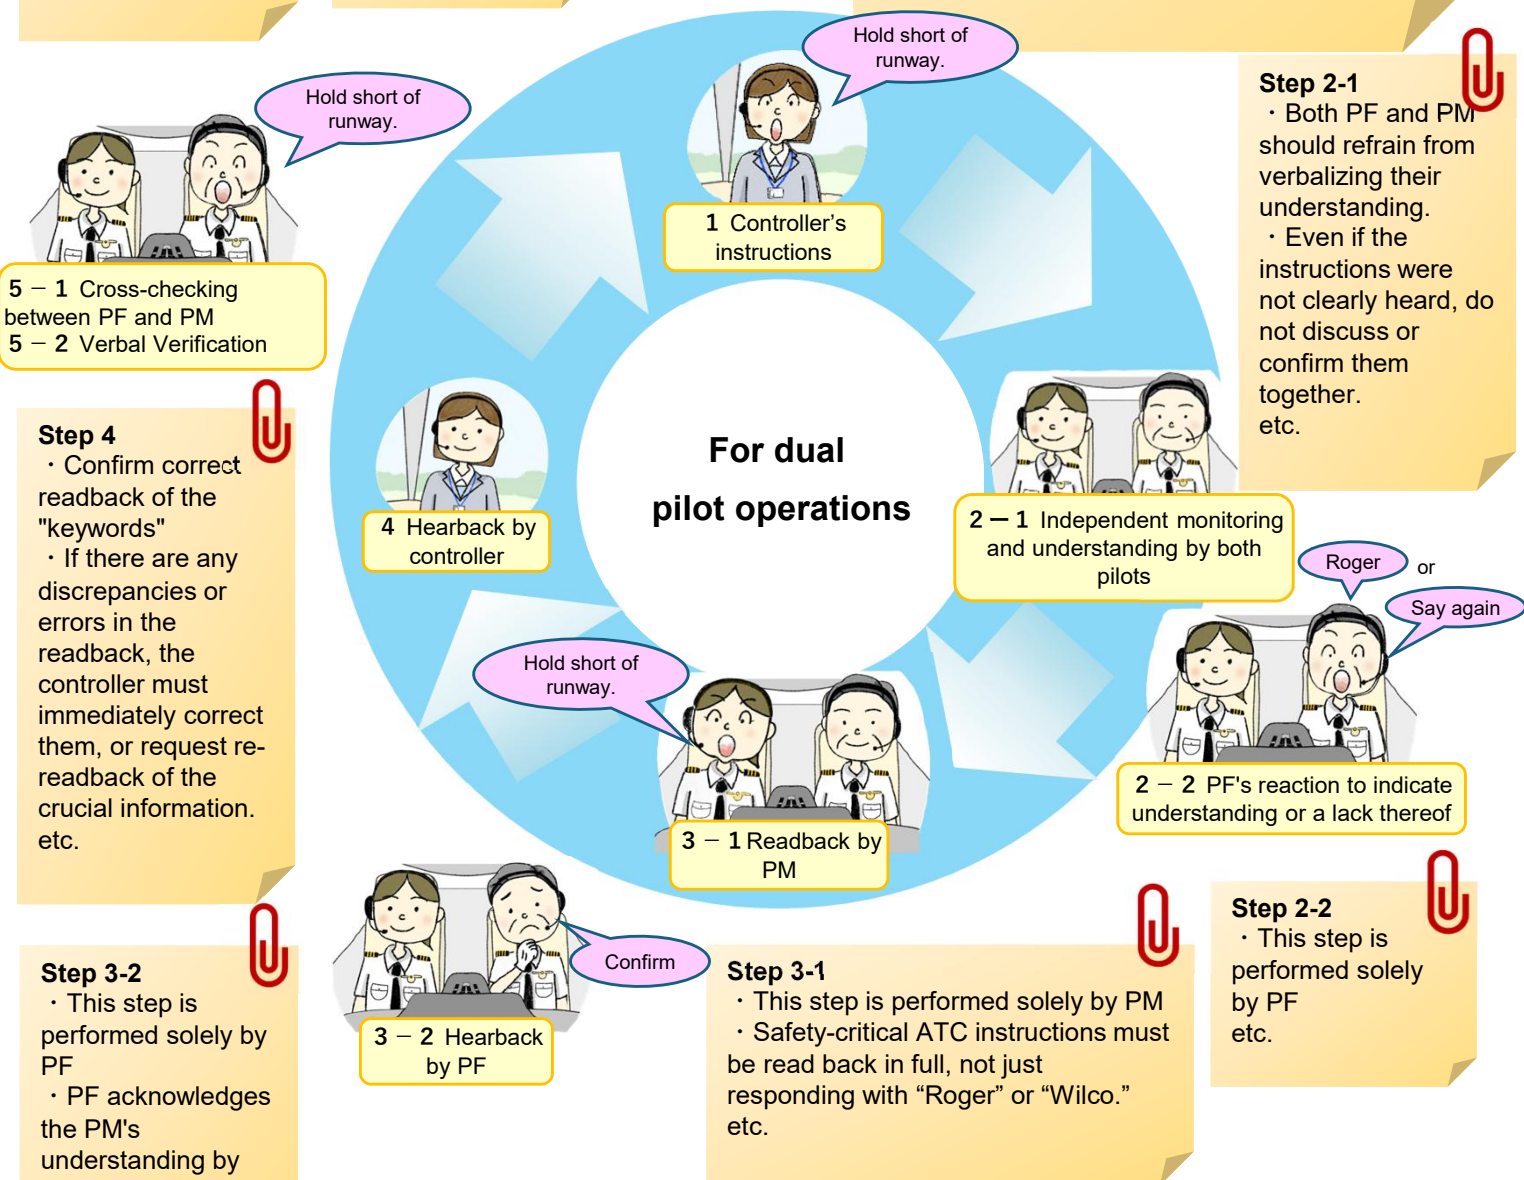 Hold short of
runway.
1 Controller's
instructions
Step 2-1
・Both PF and PM
should refrain from
verbalizing their
understanding.
・Even if the
instructions were
not clearly heard, do
not discuss or
confirm them
together.
etc.
Hold short of
runway.
5 − 1 Cross-checking
between PF and PM
5 − 2 Verbal Verification
For dual
pilot operations
2 − 1 Independent monitoring
and understanding by both
pilots
Roger
or
Say again
2 − 2 PF's reaction to indicate
understanding or a lack thereof
Step 2-2
・This step is
performed solely
by PF
etc.
Hold short of
runway.
3 − 1 Readback by
PM
Step 3-1
・This step is performed solely by PM
・Safety-critical ATC instructions must
be read back in full, not just
responding with “Roger” or “Wilco.”
etc.
Confirm
3 − 2 Hearback
by PF
Step 3-2
・This step is
performed solely by
PF
・PF acknowledges
the PM's
understanding by
4 Hearback by
controller
Step 4
・Confirm correct
readback of the
"keywords"
・If there are any
discrepancies or
errors in the
readback, the
controller must
immediately correct
them, or request re-
readback of the
crucial information.
etc.